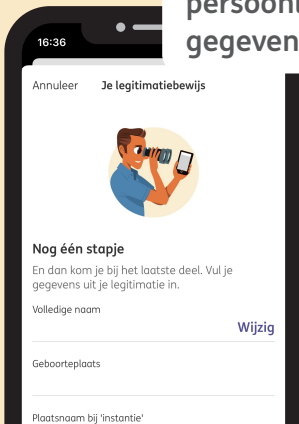 gegeven
16:36
Annuleer Je legitimatiebewijs
Nog één stapje
En dan kom je bij het laatste deel. Vul je
gegevens uit je legitimatie in.
Volledige naam
Wijzig
Geboorteplaats
Plaatsnaam bij 'instantie'